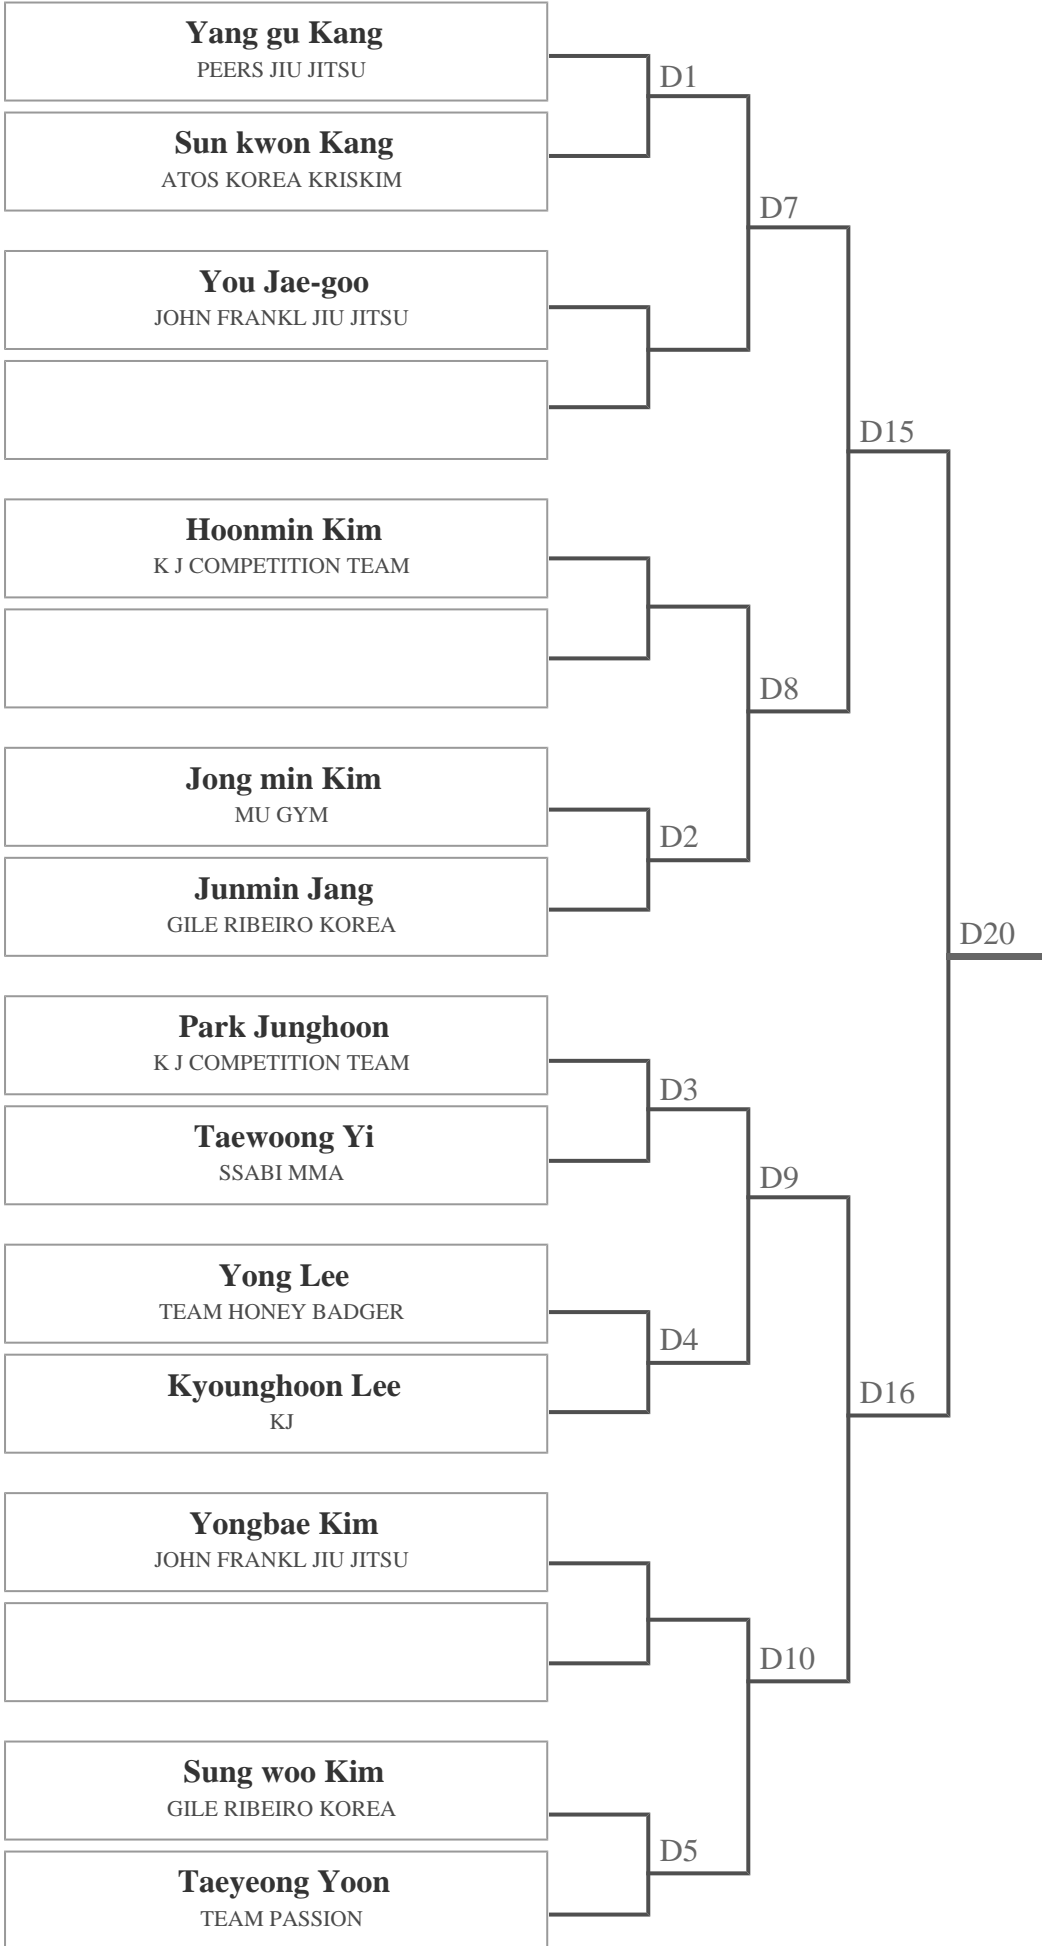 Yang gu Kang
PEERS JIU JITSU
D1
Sun kwon Kang
ATOS KOREA KRISKIM
D7
You Jae-goo
JOHN FRANKL JIU JITSU
D15
Hoonmin Kim
K J COMPETITION TEAM
D8
Jong min Kim
MU GYM
D2
Junmin Jang
GILE RIBEIRO KOREA
D20
Park Junghoon
K J COMPETITION TEAM
D3
Taewoong Yi
SSABI MMA
D9
Yong Lee
TEAM HONEY BADGER
D4
Kyounghoon Lee
KJ
D16
Yongbae Kim
JOHN FRANKL JIU JITSU
D10
Sung woo Kim
GILE RIBEIRO KOREA
D5
Taeyeong Yoon
TEAM PASSION